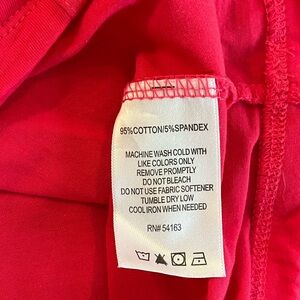 95%COTTON/5%SPANDEX
MACHINE WASH COLD WITH
LIKE COLORS ONLY
REMOVE PROMPTLY
DO NOT BLEACH
DO NOT USE FABRIC SOFTENER
TUMBLE DRY LOW
COOL IRON WHEN NEEDED
RN# 54163